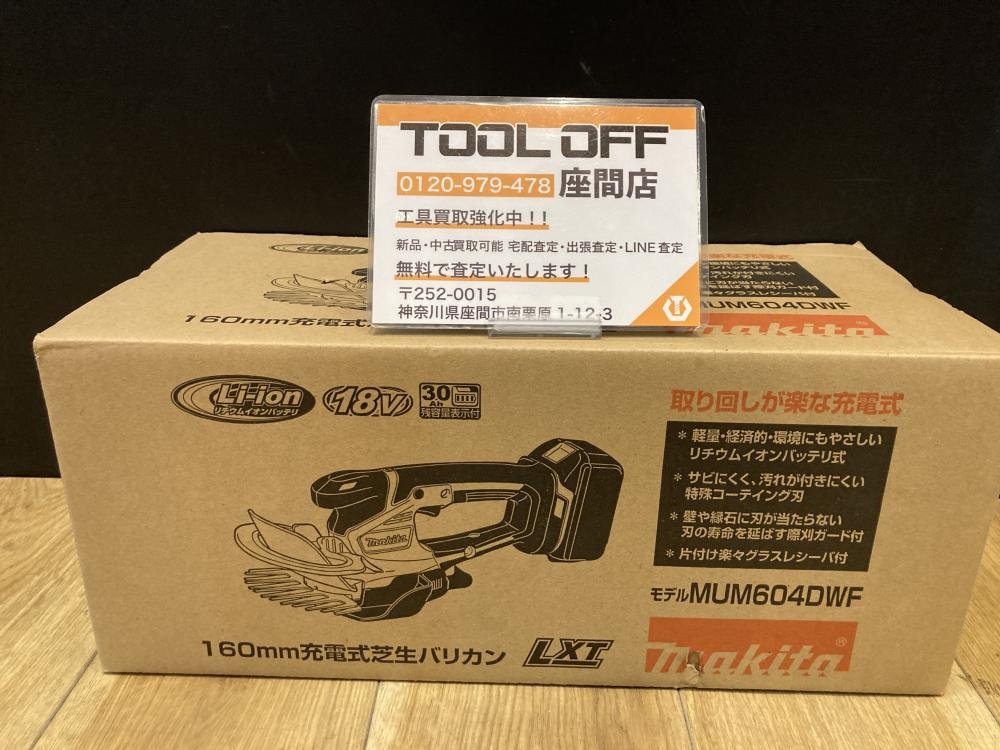 TOOL OFF
0120-979-478 座間店
工具買取強化中！！
新品・中古買取可能 宅配査定・出張査定・LINE査定
無料で査定いたします！
〒252-0015
神奈川県座間市南栗原1-12-3
Li-ion
160mm充電式
MUM604DWF
makita
Li-ion
リチウムイオンバッテリ
18V
3.0
Ah
残容量表示付
取り回しが楽な充電式
* 軽量・経済的・環境にもやさしい
リチウムイオンバッテリ式
* サビにくく、汚れが付きにくい
特殊コーテイング刃
* 壁や縁石に刃が当たらない
刃の寿命を延ばす際刈ガード付
* 片付け楽々グラスレシーバ付
makita
モデルMUM604DWF
160mm充電式芝生バリカン
LXT
makita®